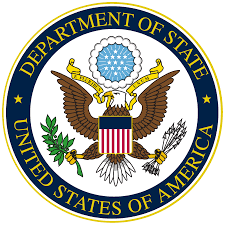 DEPARTMENT OF STATE
UNITED STATES OF AMERICA